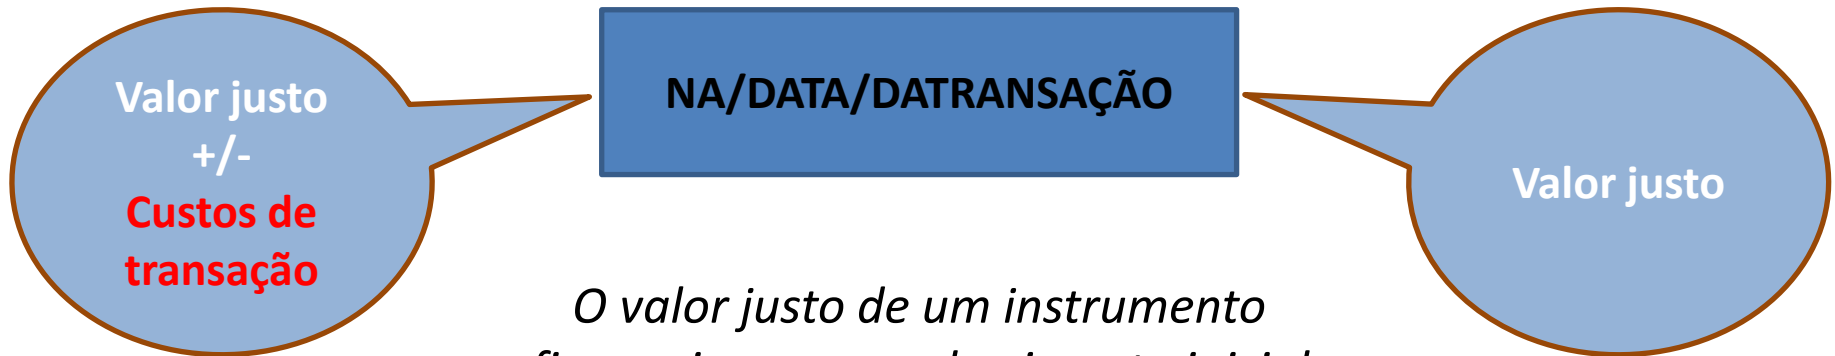 Valor justo
+/-
Custos de
transação
NA/DATA/DATRANSAÇÃO
Valor justo
O valor justo de um instrumento